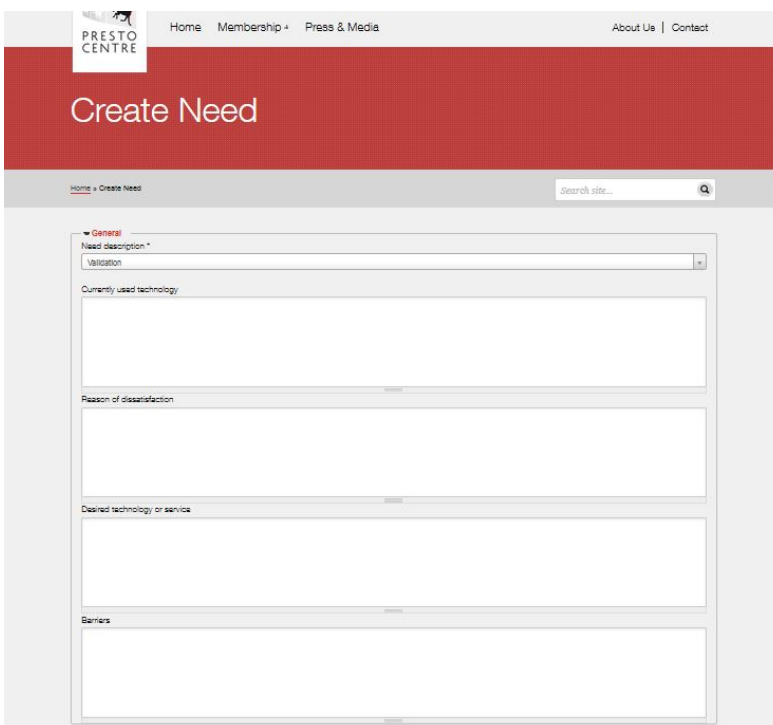 PRESTO
CENTRE
Home Membership + Press & Media About Us | Contact
Create Need
Home » Create Need
Search site...
General
Need description *
Validation
Currently used technology
Reason of dissatisfaction
Desired technology or service
Barriers